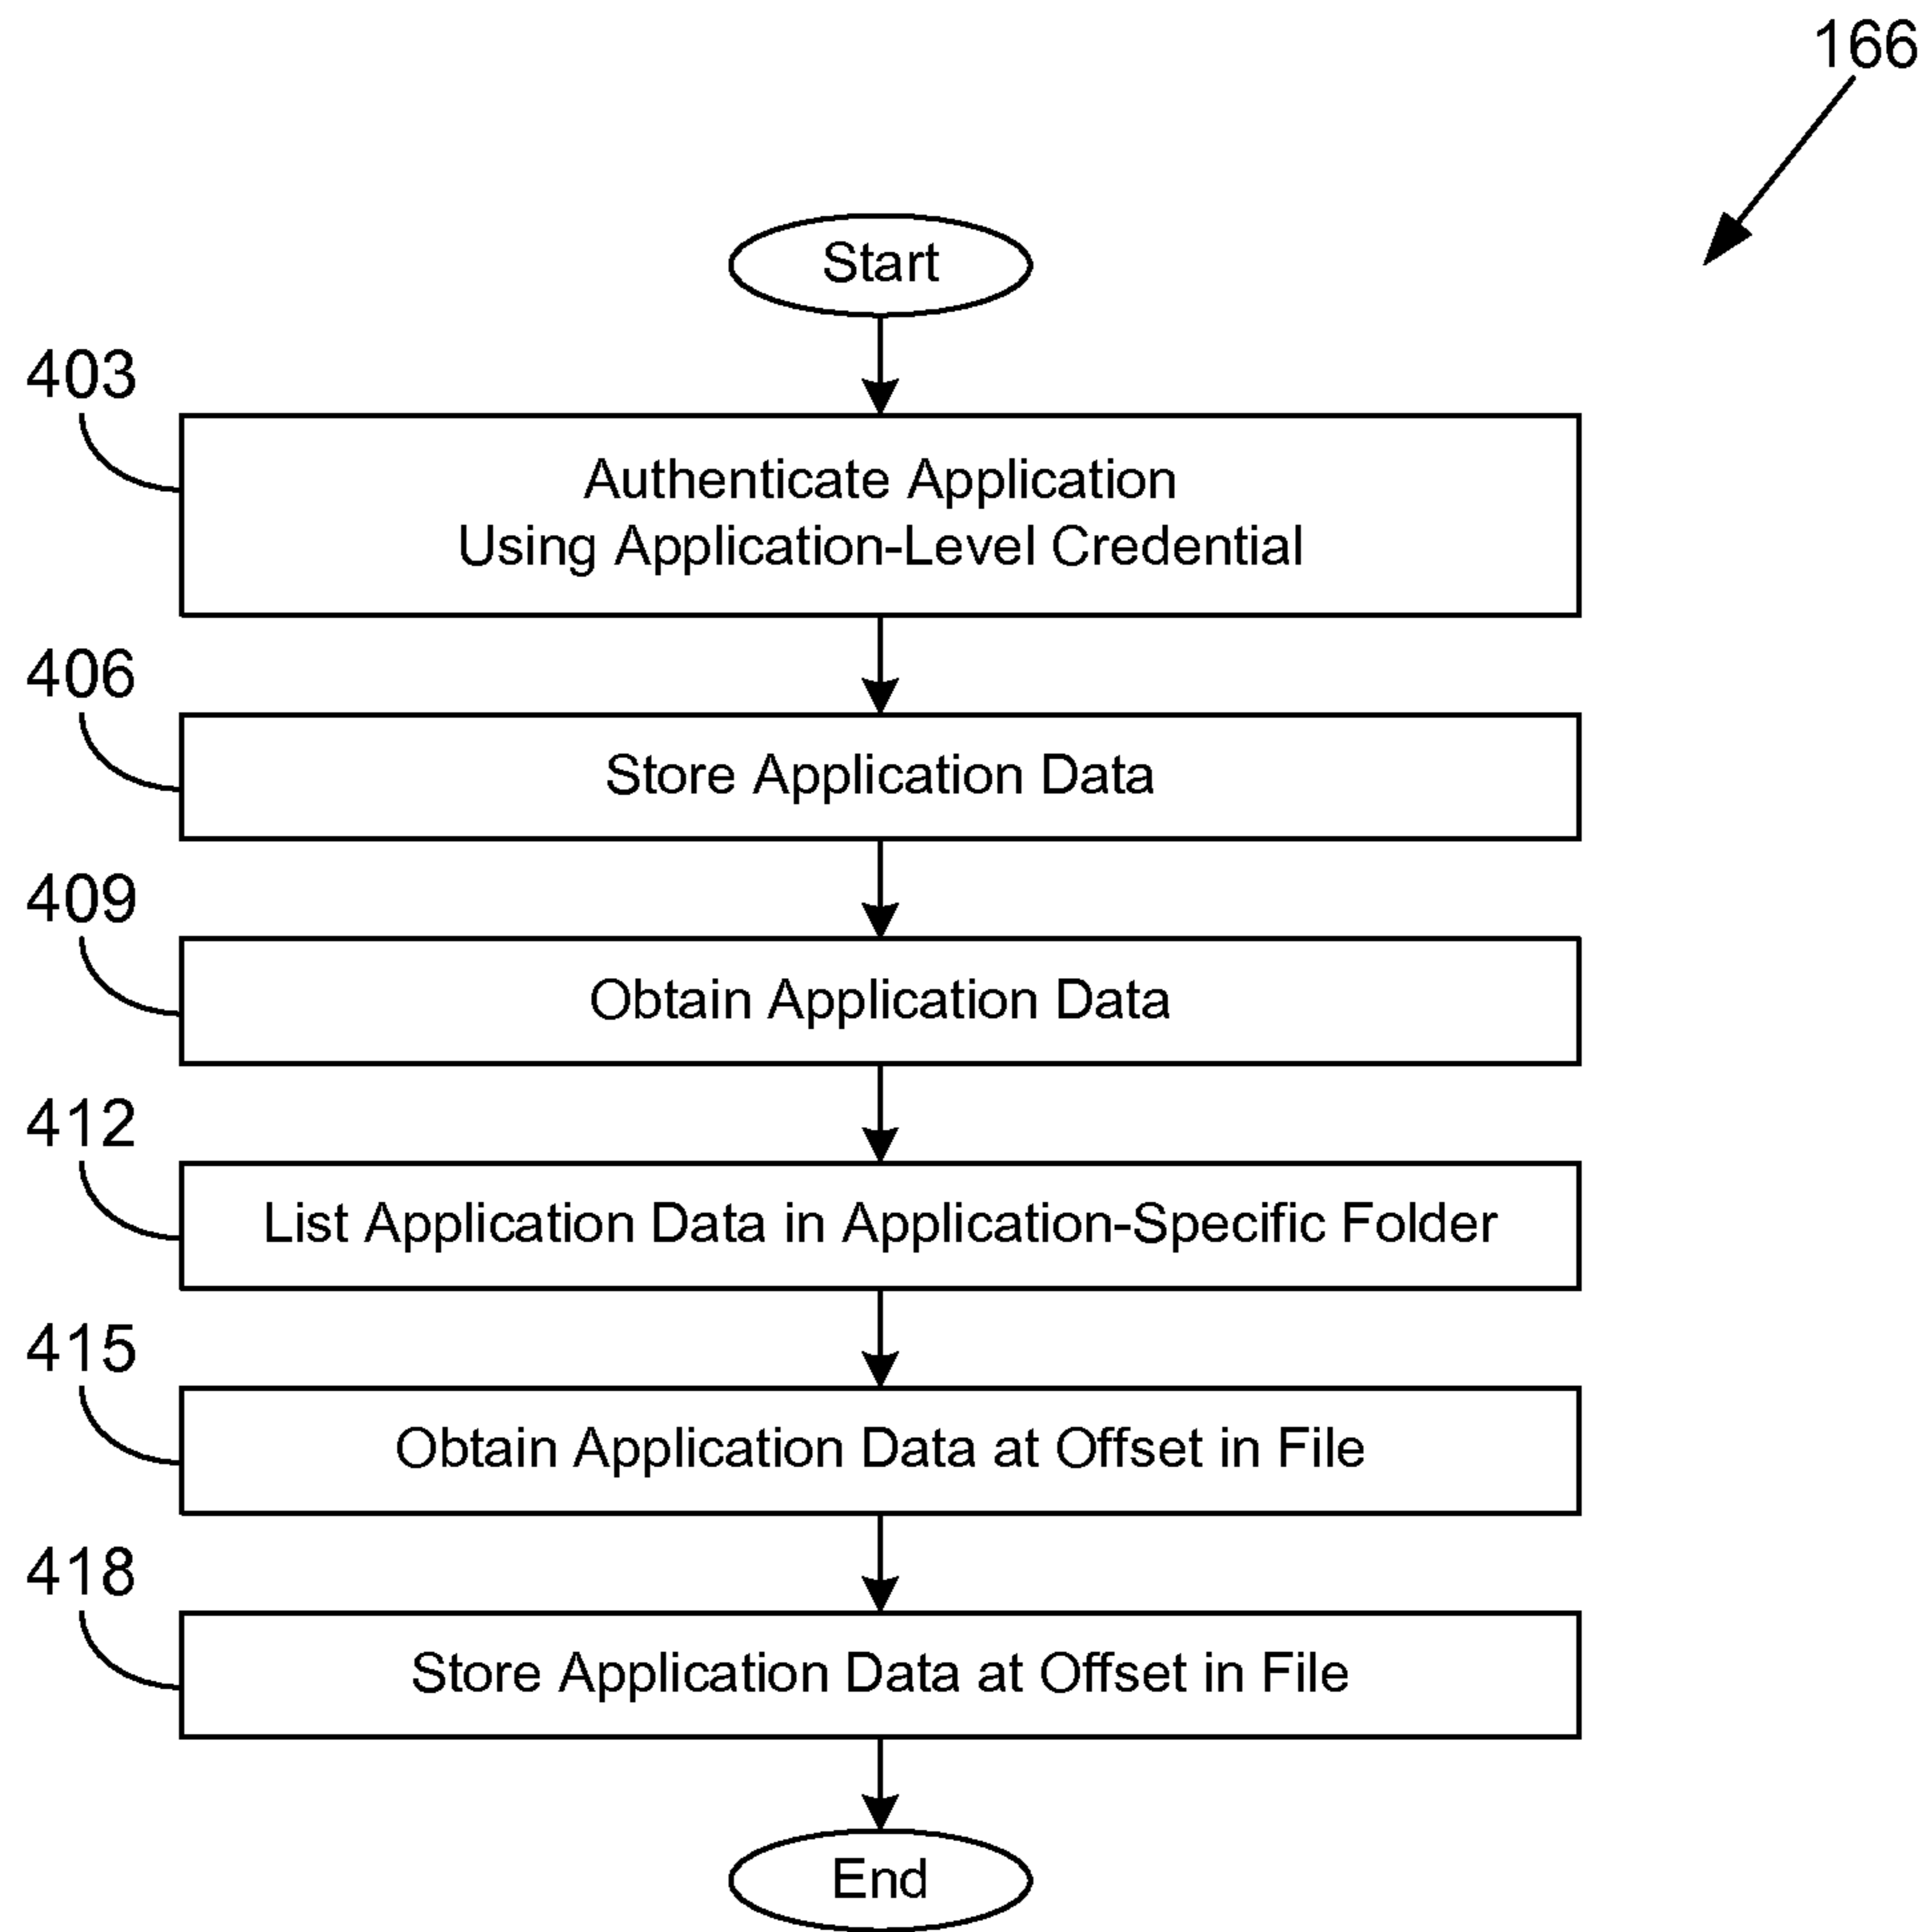 166
Start
403
Authenticate Application
Using Application-Level Credential
406
Store Application Data
409
Obtain Application Data
412
List Application Data in Application-Specific Folder
415
Obtain Application Data at Offset in File
418
Store Application Data at Offset in File
End